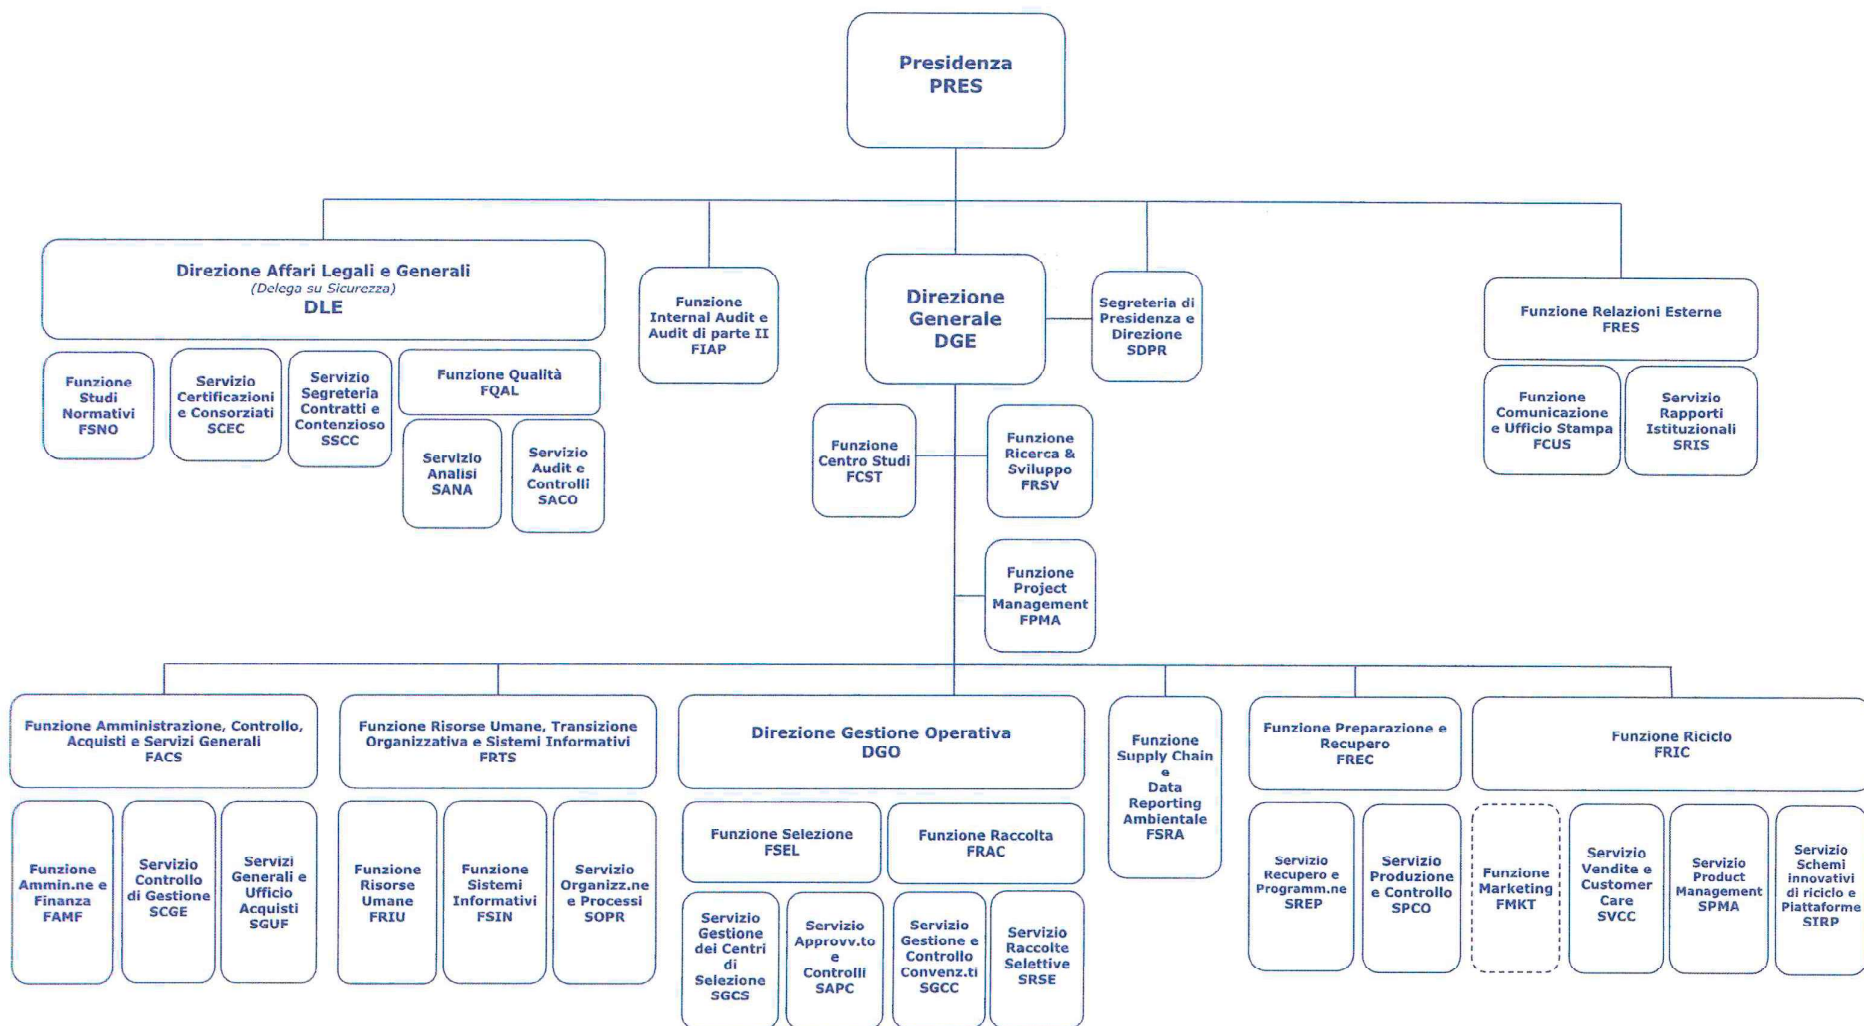 Presidenza
PRES
Direzione Affari Legali e Generali
(Delega su Sicurezza)
DLE
Funzione
Internal Audit e
Audit di parte II
FIAP
Direzione
Generale
DGE
Segreteria di
Presidenza e
Direzione
SDPR
Funzione Relazioni Esterne
FRES
Funzione
Studi
Normativi
FSNO
Servizio
Certificazioni
e Consorziati
SCEC
Servizio
Segreteria
Contratti e
Contenzioso
SSCC
Funzione Qualità
FQAL
Servizio
Analisi
SANA
Servizio
Audit e
Controlli
SACO
Funzione
Comunicazione
e Ufficio Stampa
FCUS
Servizio
Rapporti
Istituzionali
SRIS
Funzione
Centro Studi
FCST
Funzione
Ricerca &
Sviluppo
FRSV
Funzione
Project
Management
FPMA
Funzione Amministrazione, Controllo,
Acquisti e Servizi Generali
FACS
Funzione Risorse Umane, Transizione
Organizzativa e Sistemi Informativi
FRTS
Direzione Gestione Operativa
DGO
Funzione
Supply Chain
e
Data
Reporting
Ambientale
FSRA
Funzione Preparazione e
Recupero
FREC
Funzione Riciclo
FRIC
Funzione
Ammin.ne e
Finanza
FAMF
Servizio
Controllo
di Gestione
SCGE
Servizi
Generali e
Ufficio
Acquisti
SGUF
Funzione
Risorse
Umane
FRIU
Funzione
Sistemi
Informativi
FSIN
Servizio
Organizz.ne
e Processi
SOPR
Funzione Selezione
FSEL
Funzione Raccolta
FRAC
Servizio
Gestione
dei Centri
di
Selezione
SGCS
Servizio
Approvv.to
e
Controlli
SAPC
Servizio
Gestione e
Controllo
Convenz.ti
SGCC
Servizio
Raccolte
Selettive
SRSE
Servizio
Recupero e
Programm.ne
SREP
Servizio
Produzione
e Controllo
SPCO
Funzione
Marketing
FMKT
Servizio
Vendite e
Customer
Care
SVCC
Servizio
Product
Management
SPMA
Servizio
Schemi
innovativi
di riciclo e
Piattaforme
SIRP